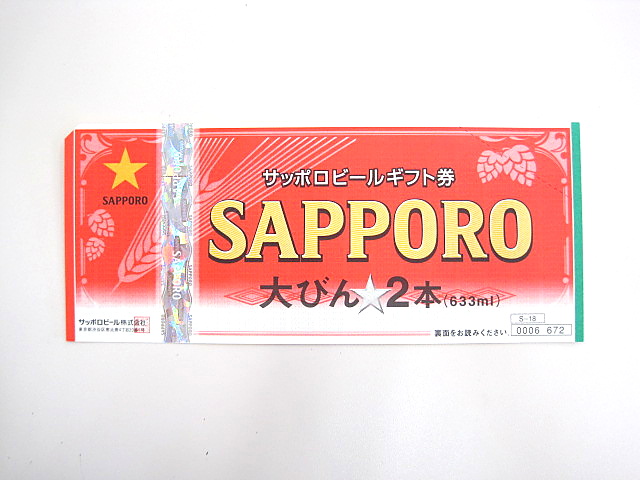 SAPPORO
サッポロビールギフト券
SAPPORO
大びん★2本(633ml)
サッポロビール株式会社
裏面をお読みください。
S-18
0006 672
SAPPORO